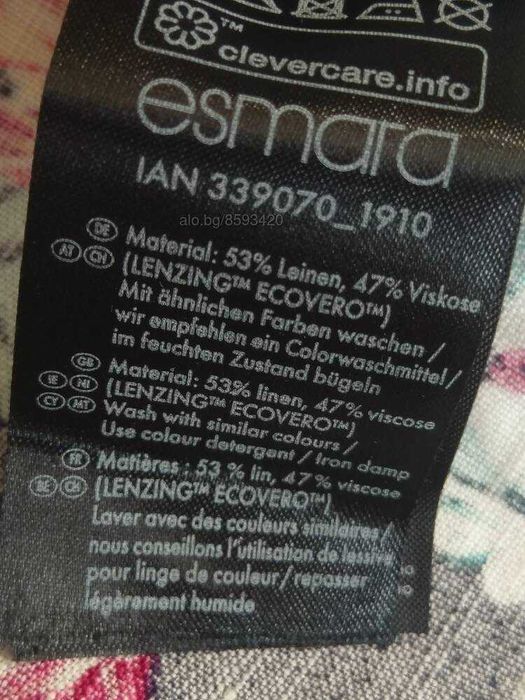 TM
clevercare.info
esmara
IAN 339070_1910
alo.bg/8593420
DE Material: 53% Leinen, 47% Viskose
AT CH (LENZING™ ECOVERO™)
Mit ähnlichen Farben waschen /
wir empfehlen ein Colorwaschmittel/
im feuchten Zustand bügeln
GB Material: 53% linen, 47% viscose
IE NI (LENZING™ ECOVERO™)
CY MT Wash with similar colours /
Use colour detergent / Iron damp
FR Matières : 53 % lin, 47 % viscose
BE CH (LENZING™ ECOVERO™)
Laver avec des couleurs similaires /
nous conseillons l'utilisation de lessive
pour linge de couleur/repasser
légèrement humide